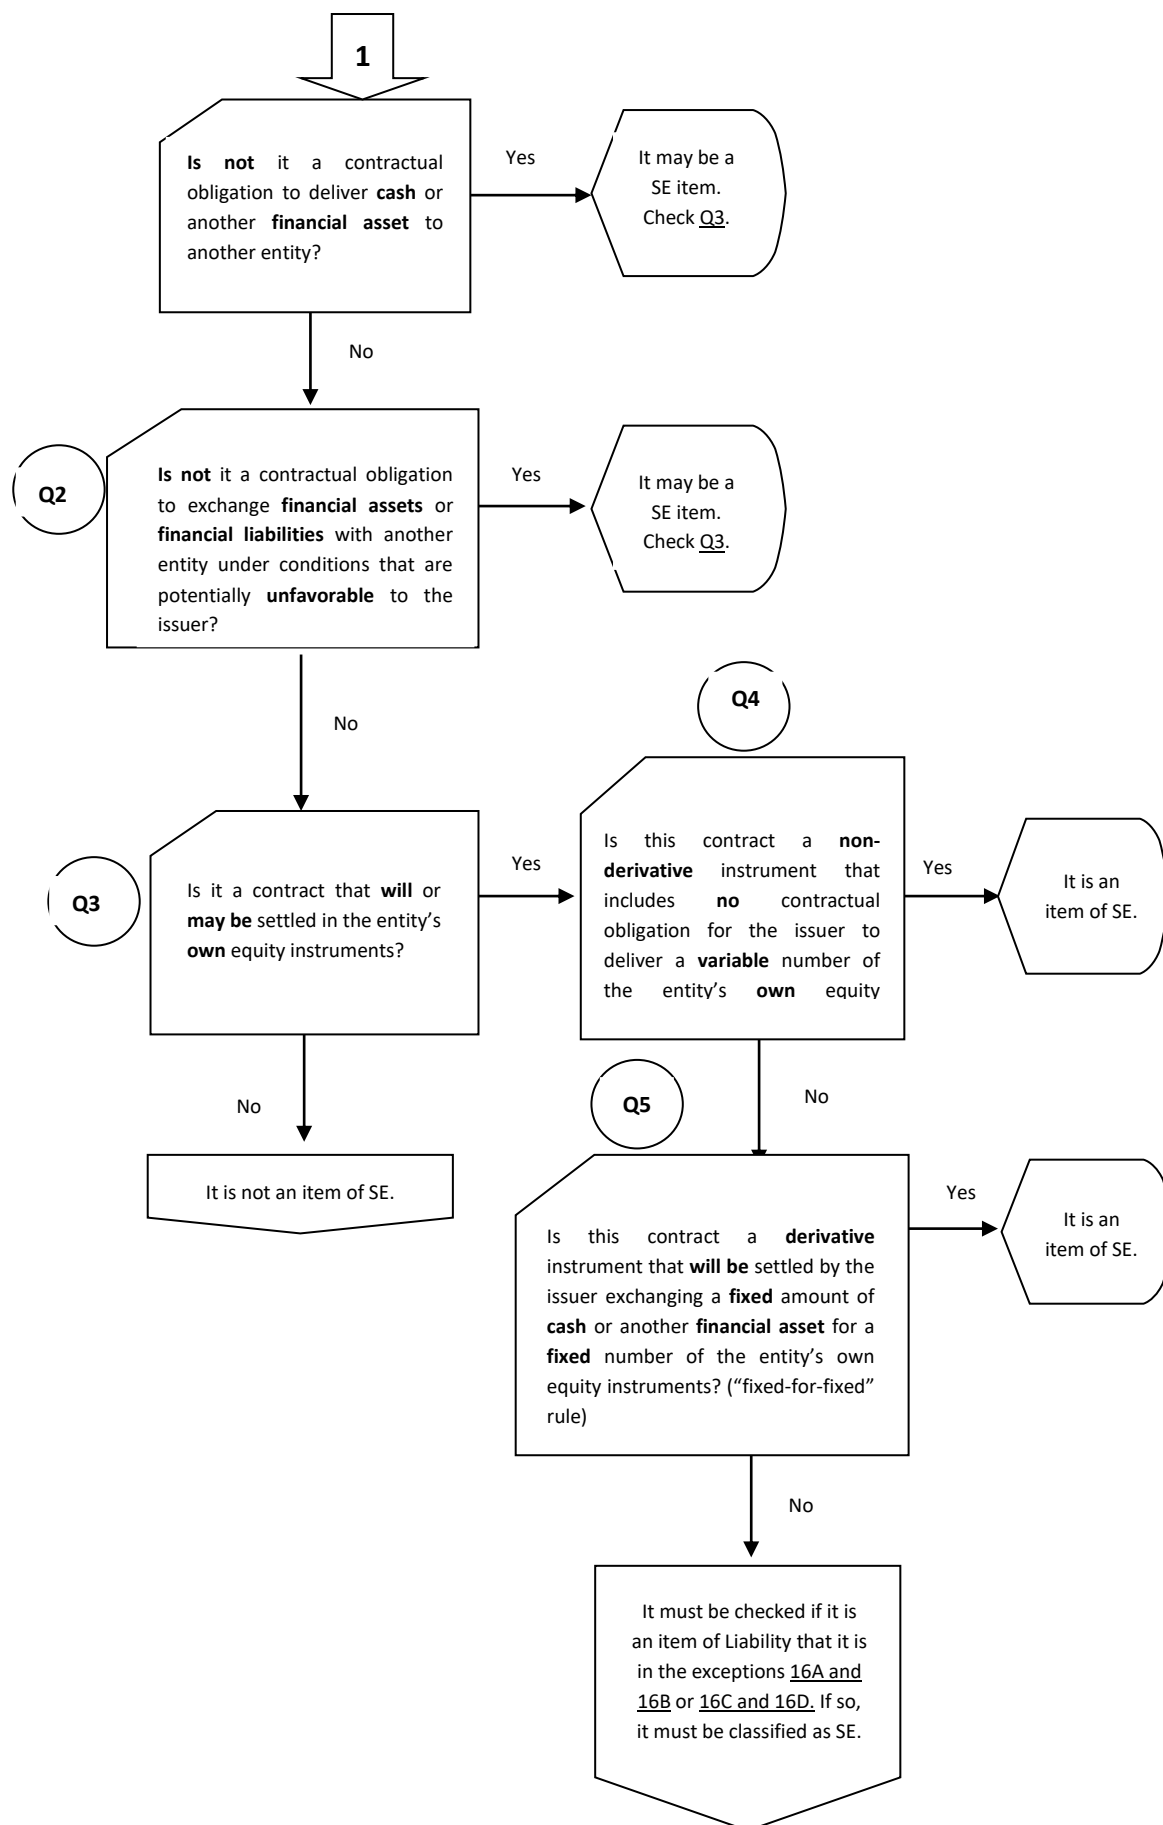 1
Is not it a contractual
obligation to deliver cash or
another financial asset to
another entity?
Yes
It may be a
SE item.
Check Q3.
No
Q2
Is not it a contractual obligation
to exchange financial assets or
financial liabilities with another
entity under conditions that are
potentially unfavorable to the
issuer?
Yes
It may be a
SE item.
Check Q3.
No
Q4
Q3
Is it a contract that will or
may be settled in the entity’s
own equity instruments?
Yes
Is this contract a non-
derivative instrument that
includes no contractual
obligation for the issuer to
deliver a variable number of
the entity’s own equity
Yes
It is an
item of SE.
No
It is not an item of SE.
No
Q5
Is this contract a derivative
instrument that will be settled by the
issuer exchanging a fixed amount of
cash or another financial asset for a
fixed number of the entity’s own
equity instruments? (“fixed-for-fixed”
rule)
Yes
It is an
item of SE.
No
It must be checked if it is
an item of Liability that it is
in the exceptions 16A and
16B or 16C and 16D. If so,
it must be classified as SE.